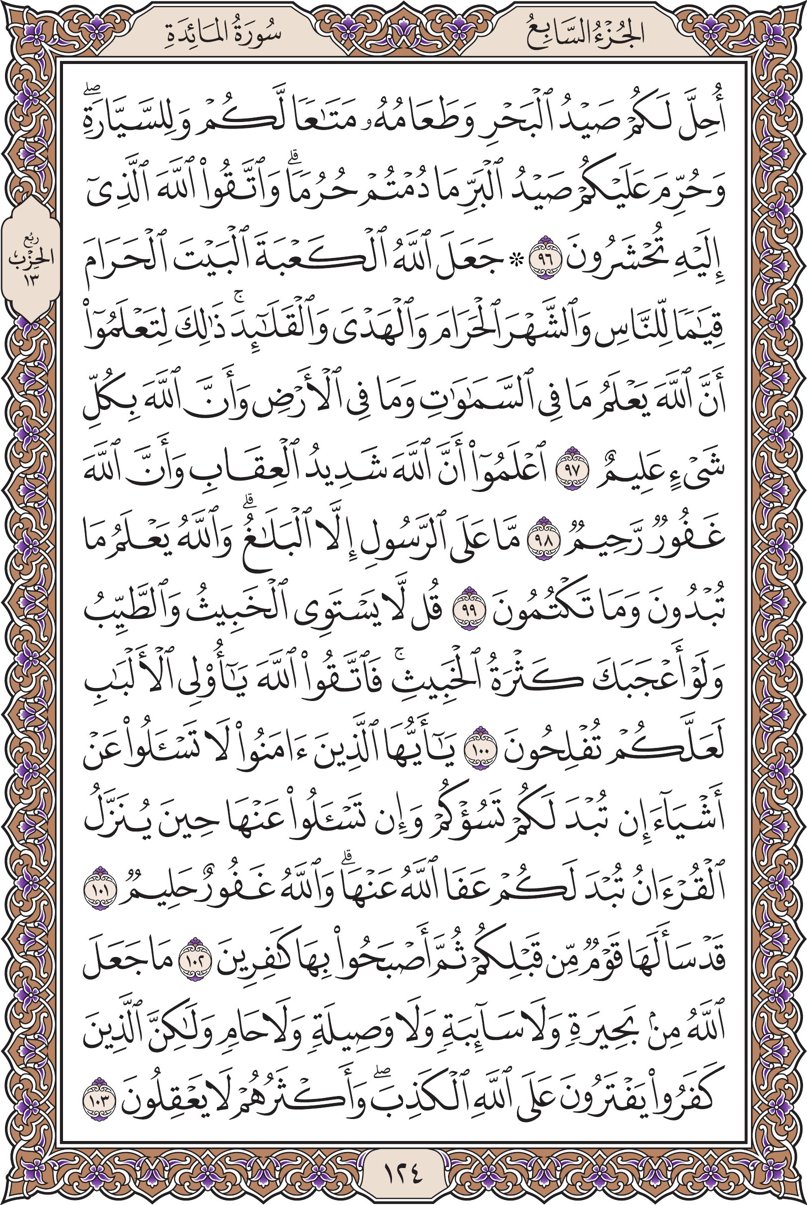 الجُزْءُ السَّابِعُ
سُورَةُ المَائِدَةِ
أُحِلَّ لَكُمْ صَيْدُ ٱلْبَحْرِ وَطَعَامُهُۥ مَتَٰعًا لَّكُمْ وَلِلسَّيَّارَةِۖ
وَحُرِّمَ عَلَيْكُمْ صَيْدُ ٱلْبَرِّ مَا دُمْتُمْ حُرُمًاۗ وَٱتَّقُوا۟ ٱللَّهَ ٱلَّذِىٓ
إِلَيْهِ تُحْشَرُونَ ٩٦ ۞ جَعَلَ ٱللَّهُ ٱلْكَعْبَةَ ٱلْبَيْتَ ٱلْحَرَامَ
رُبْعُ
الحِزْبِ
١٣
قِيَٰمًا لِّلنَّاسِ وَٱلشَّهْرَ ٱلْحَرَامَ وَٱلْهَدْىَ وَٱلْقَلَٰٓئِدَۚ ذَٰلِكَ لِتَعْلَمُوٓا۟
أَنَّ ٱللَّهَ يَعْلَمُ مَا فِى ٱلسَّمَٰوَٰتِ وَمَا فِى ٱلْأَرْضِ وَأَنَّ ٱللَّهَ بِكُلِّ
شَىْءٍ عَلِيمٌ ٩٧ ٱعْلَمُوٓا۟ أَنَّ ٱللَّهَ شَدِيدُ ٱلْعِقَابِ وَأَنَّ ٱللَّهَ
غَفُورٌ رَّحِيمٌ ٩٨ مَّا عَلَى ٱلرَّسُولِ إِلَّا ٱلْبَلَٰغُۗ وَٱللَّهُ يَعْلَمُ مَا
تُبْدُونَ وَمَا تَكْتُمُونَ ٩٩ قُل لَّا يَسْتَوِى ٱلْخَبِيثُ وَٱلطَّيِّبُ
وَلَوْ أَعْجَبَكَ كَثْرَةُ ٱلْخَبِيثِۚ فَٱتَّقُوا۟ ٱللَّهَ يَٰٓأُو۟لِى ٱلْأَلْبَٰبِ
لَعَلَّكُمْ تُفْلِحُونَ ١٠٠ يَٰٓأَيُّهَا ٱلَّذِينَ ءَامَنُوا۟ لَا تَسْـَٔلُوا۟ عَنْ
أَشْيَآءَ إِن تُبْدَ لَكُمْ تَسُؤْكُمْ وَإِن تَسْـَٔلُوا۟ عَنْهَا حِينَ يُنَزَّلُ
ٱلْقُرْءَانُ تُبْدَ لَكُمْ عَفَا ٱللَّهُ عَنْهَاۗ وَٱللَّهُ غَفُورٌ حَلِيمٌ ١٠١
قَدْ سَأَلَهَا قَوْمٌ مِّن قَبْلِكُمْ ثُمَّ أَصْبَحُوا۟ بِهَا كَٰفِرِينَ ١٠٢ مَا جَعَلَ
ٱللَّهُ مِنۢ بَحِيرَةٍ وَلَا سَآئِبَةٍ وَلَا وَصِيلَةٍ وَلَا حَامٍ وَلَٰكِنَّ ٱلَّذِينَ
كَفَرُوا۟ يَفْتَرُونَ عَلَى ٱللَّهِ ٱلْكَذِبَۖ وَأَكْثَرُهُمْ لَا يَعْقِلُونَ ١٠٣
١٢٤